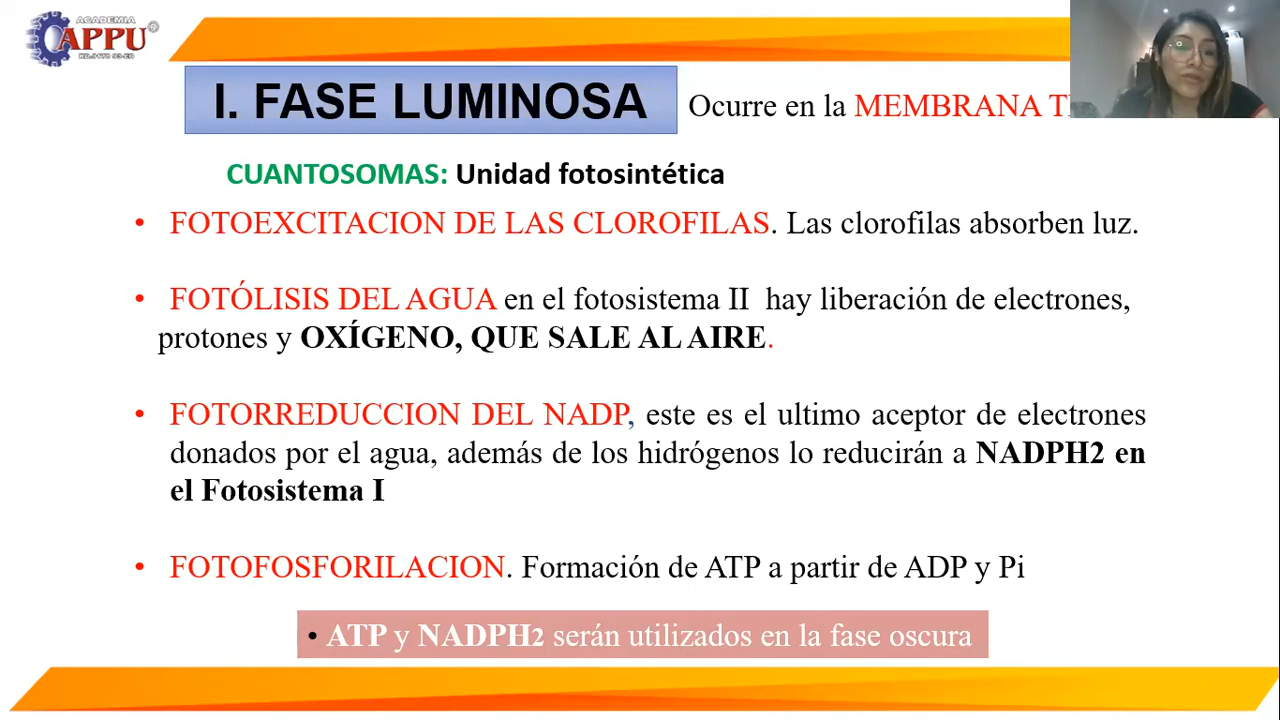 ACADEMIA
CAPPU®
I. FASE LUMINOSA
Ocurre en la MEMBRANA
CUANTOSOMAS: Unidad fotosintética
• FOTOEXCITACION DE LAS CLOROFILAS. Las clorofilas absorben luz.
• FOTÓLISIS DEL AGUA en el fotosistema II hay liberación de electrones,
protones y OXÍGENO, QUE SALE AL AIRE.
• FOTORREDUCCION DEL NADP, este es el ultimo aceptor de electrones
donados por el agua, además de los hidrógenos lo reducirán a NADPH2 en
el Fotosistema I
• FOTOFOSFORILACION. Formación de ATP a partir de ADP y Pi
• ATP y NADPH2 serán utilizados en la fase oscura